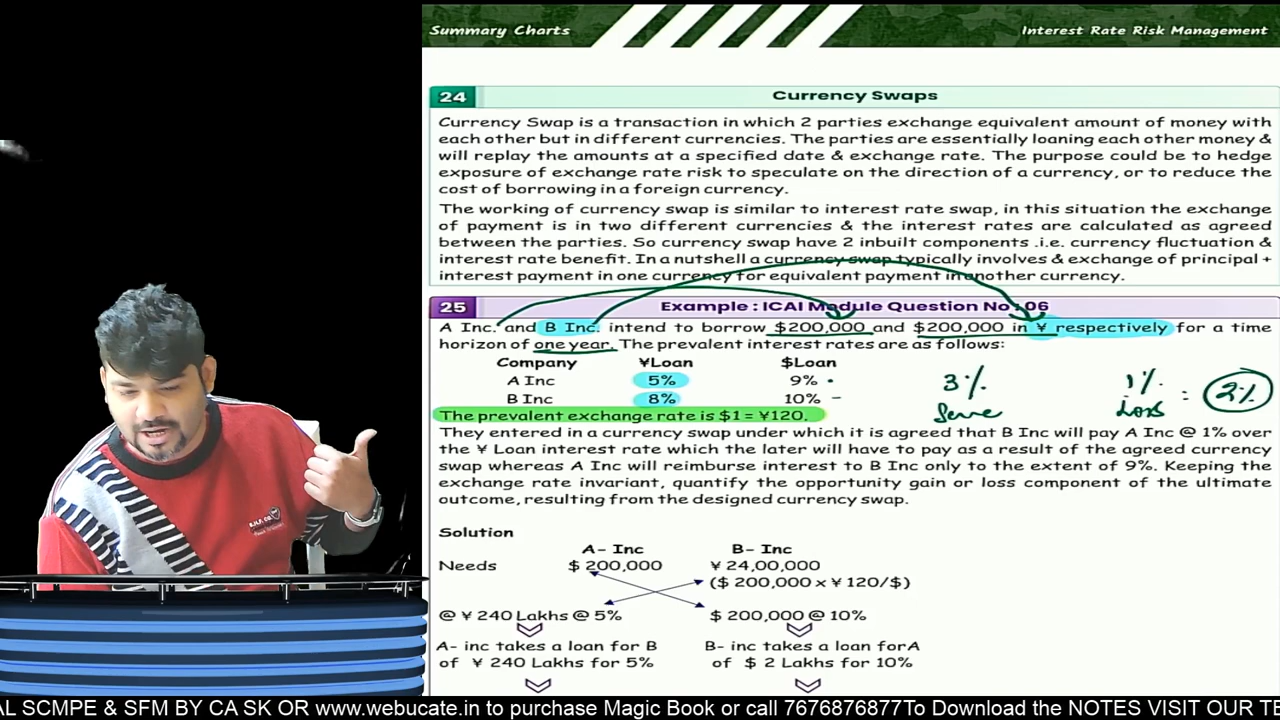 Summary Charts
Interest Rate Risk Management
24
Currency Swaps
Currency Swap is a transaction in which 2 parties exchange equivalent amount of money with
each other but in different currencies. The parties are essentially loaning each other money &
will replay the amounts at a specified date & exchange rate. The purpose could be to hedge
exposure of exchange rate risk to speculate on the direction of a currency, or to reduce the
cost of borrowing in a foreign currency.
The working of currency swap is similar to interest rate swap, in this situation the exchange
of payment is in two different currencies & the interest rates are calculated as agreed
between the parties. So currency swap have 2 inbuilt components .i.e. currency fluctuation &
interest rate benefit. In a nutshell a currency swap typically involves & exchange of principal +
interest payment in one currency for equivalent payment in another currency.
25
Example : ICAI Module Question No : 06
A Inc. and B Inc. intend to borrow $200,000 and $200,000 in ¥ respectively for a time
horizon of one year. The prevalent interest rates are as follows:
Company ¥Loan $Loan
A Inc 5% 9%
B Inc 8% 10%
3% 1% : 2%
Loss
The prevalent exchange rate is $1 = ¥120.
They entered in a currency swap under which it is agreed that B Inc will pay A Inc @ 1% over
the ¥ Loan interest rate which the later will have to pay as a result of the agreed currency
swap whereas A Inc will reimburse interest to B Inc only to the extent of 9%. Keeping the
exchange rate invariant, quantify the opportunity gain or loss component of the ultimate
outcome, resulting from the designed currency swap.
Solution
A- Inc B- Inc
Needs $ 200,000 ¥ 24,00,000
($ 200,000 x ¥ 120/$)
@ ¥ 240 Lakhs @ 5% $ 200,000 @ 10%
A- inc takes a loan for B B- inc takes a loan for A
of ¥ 240 Lakhs for 5% of $ 2 Lakhs for 10%
AL SCMPE & SFM BY CA SK OR www.webucate.in to purchase Magic Book or call 7676876877To Download the NOTES VISIT OUR TE